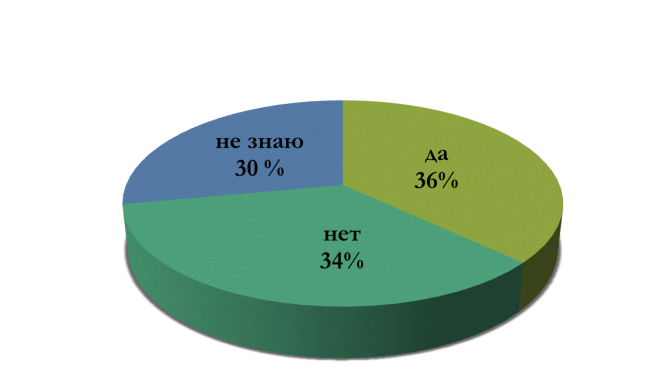 не знаю
30 %
да
36%
нет
34%